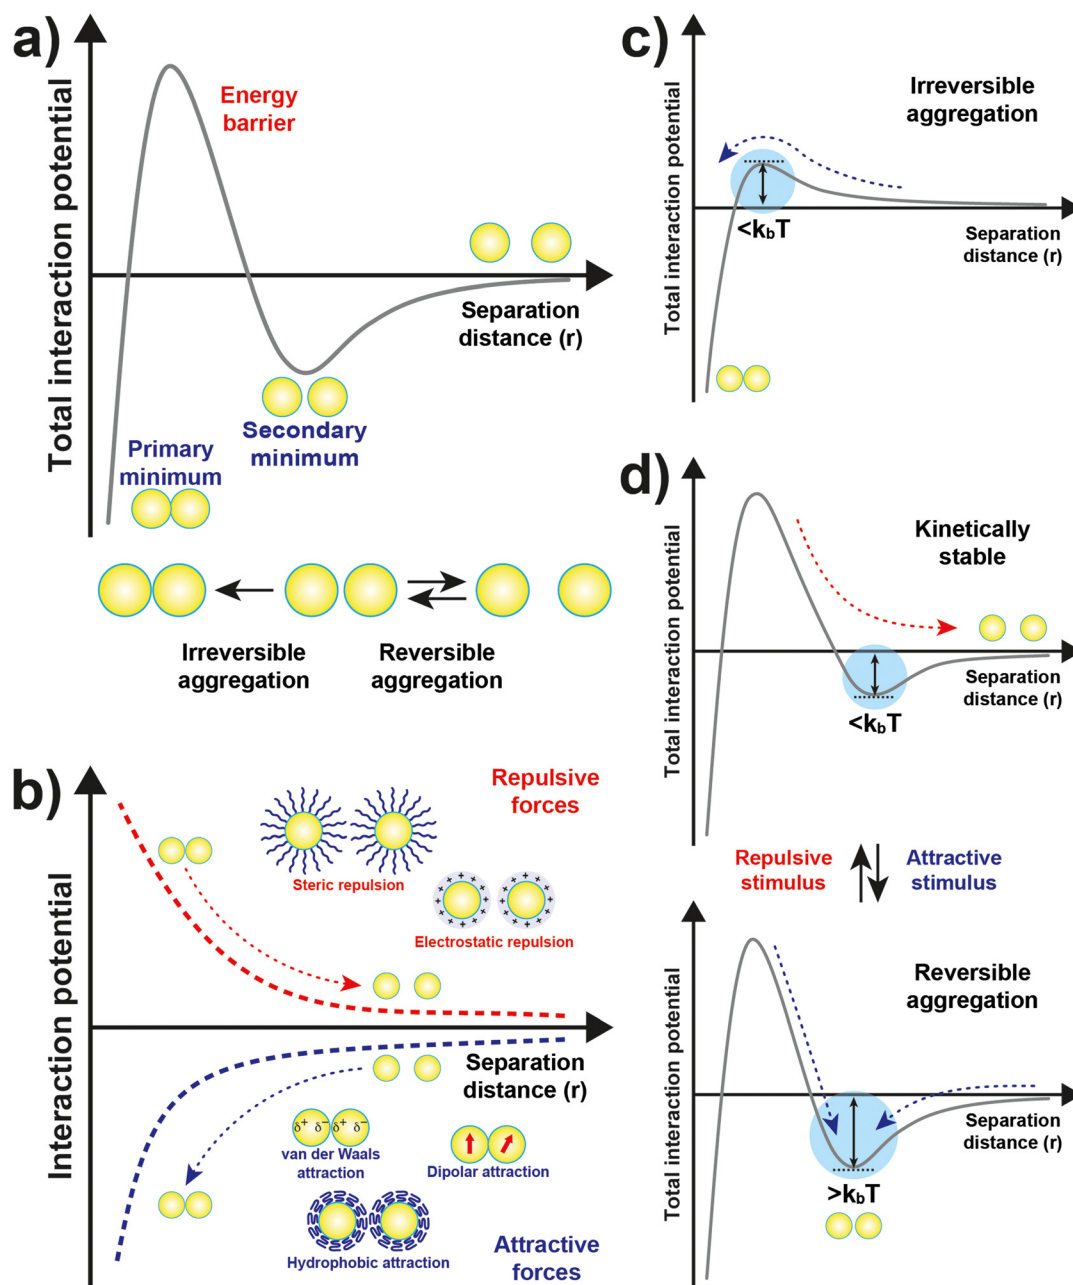 a)
Total interaction potential
Energy
barrier
Separation
distance (r)
Secondary
minimum
Primary
minimum
Irreversible
aggregation
Reversible
aggregation
b)
Interaction potential
Repulsive
forces
Steric repulsion
+ + + + + + + + + + + +
+ + + + + + + + + + + +
Electrostatic repulsion
Separation
distance (r)
δ+ δ- δ+ δ-
van der Waals
attraction
Dipolar attraction
Hydrophobic attraction
Attractive
forces
c)
Total interaction potential
Irreversible
aggregation
<kbT
Separation
distance (r)
d)
Total interaction potential
Kinetically
stable
Separation
distance (r)
<kbT
Repulsive
stimulus
Attractive
stimulus
Total interaction potential
Reversible
aggregation
Separation
distance (r)
>kbT